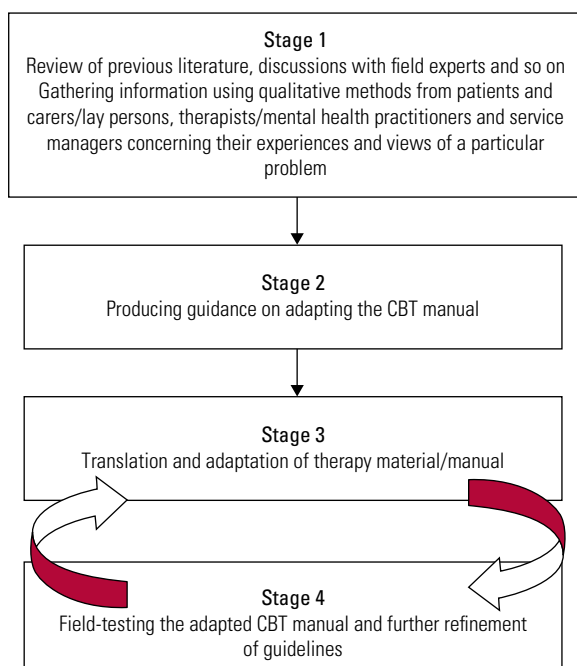 Stage 1
Review of previous literature, discussions with field experts and so on
Gathering information using qualitative methods from patients and
carers/lay persons, therapists/mental health practitioners and service
managers concerning their experiences and views of a particular
problem
Stage 2
Producing guidance on adapting the CBT manual
Stage 3
Translation and adaptation of therapy material/manual
Stage 4
Field-testing the adapted CBT manual and further refinement
of guidelines